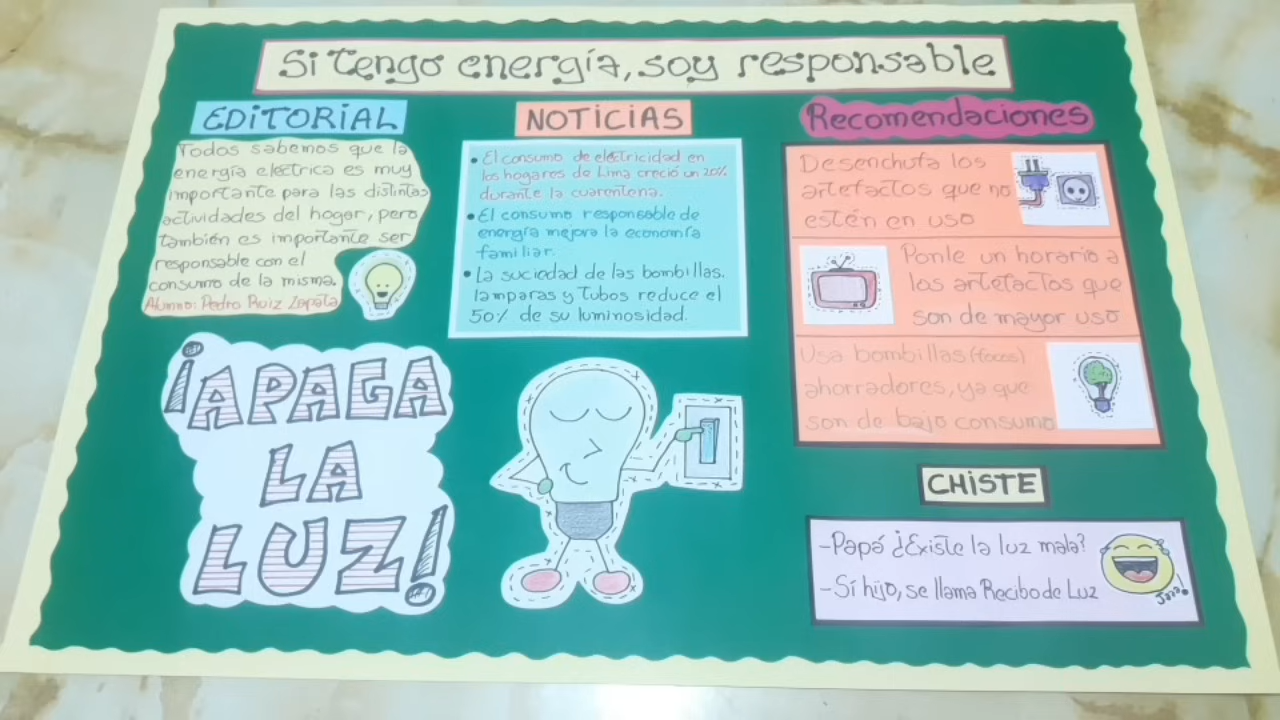 Si Tengo energía, soy responsable
EDiTORIAL
Todos sabemos que la
energía eléctrica es muy
importante para las distintas
actividades del hogar, pero
también es importante ser
responsable con el
consumo de la misma.
Alumno: Pedro Ruiz Zapata
¡APAGA
LA
LUZ!
NOTICIAS
• El consumo de electricidad en
los hogares de Lima creció un 20%
durante la cuarentena.
• El consumo responsable de
energía mejora la economía
familiar.
• La suciedad de las bombillas.
lamparas y Tubos reduce el
50% de su luminosidad.
Recomendaciones
Desenchufa los
artefactos que no
estén en uso
Ponle un horario a
los artefactos que
son de mayor uso
Usa bombillas (focos)
ahorradores, ya que
son de bajo consumo
CHiSTE
-Papá ¿Existe la luz mala?
-Sí hijo, se llama Recibo de Luz
Jaja!